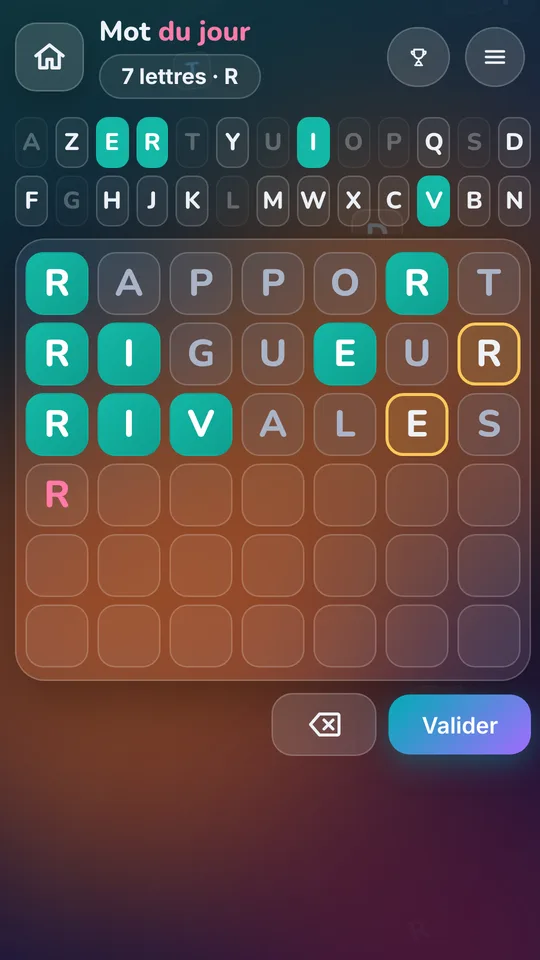 Mot du jour
7 lettres · R
A Z E R T Y U I O P Q S D
F G H J K L M W X C V B N
R A P P O R T
R I G U E U R
R I V A L E S
R
Valider